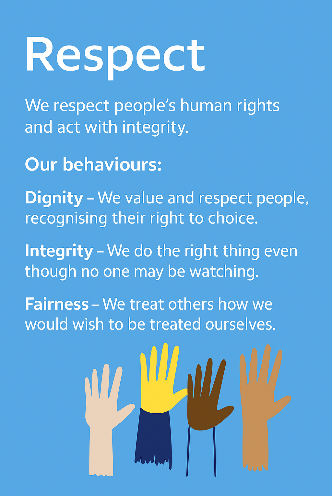 Respect
We respect people's human rights
and act with integrity.
Our behaviours:
Dignity – We value and respect people,
recognising their right to choice.
Integrity – We do the right thing even
though no one may be watching.
Fairness – We treat others how we
would wish to be treated ourselves.